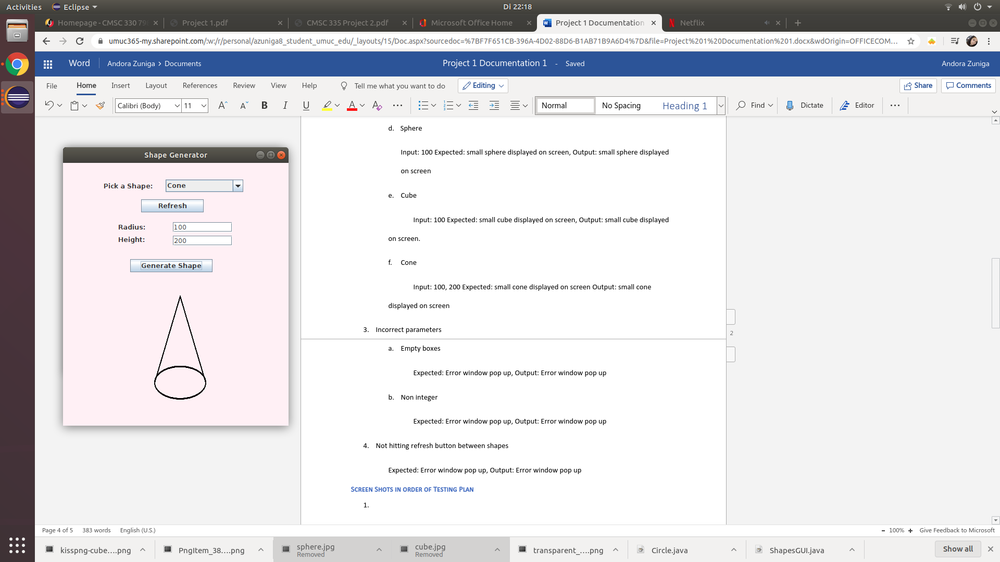 Activities
Eclipse
Di 22:18
Homepage - CMSC 330 79
Project 1.pdf
CMSC 335 Project 2.pdf
Microsoft Office Home
Project 1 Documentation
Netflix
umuc365-my.sharepoint.com/:w:/r/personal/azuniga8_student_umuc_edu/_layouts/15/Doc.aspx?sourcedoc=%7BF7F651CB-396A-4D02-88D6-B1AB71B9A6D4%7D&file=Project%201%20Documentation%201.docx&wdOrigin=OFFICECOM...
Word
Andora Zuniga > Documents
Project 1 Documentation 1 - Saved
Andora Zuniga
File
Home
Insert
Layout
References
Review
View
Help
Tell me what you want to do
Editing
Share
Comments
Calibri (Body)
11
Normal
No Spacing
Heading 1
Find
Dictate
Editor
d. Sphere
Input: 100 Expected: small sphere displayed on screen, Output: small sphere displayed
on screen
e. Cube
Input: 100 Expected: small cube displayed on screen, Output: small cube displayed
on screen.
f. Cone
Input: 100, 200 Expected: small cone displayed on screen Output: small cone
displayed on screen
3. Incorrect parameters
2
a. Empty boxes
Expected: Error window pop up, Output: Error window pop up
b. Non integer
Expected: Error window pop up, Output: Error window pop up
4. Not hitting refresh button between shapes
Expected: Error window pop up, Output: Error window pop up
Screen Shots in order of Testing Plan
1.
Shape Generator
Pick a Shape:
Cone
Refresh
Radius:
100
Height:
200
Generate Shape
Page 4 of 5
383 words
English (U.S.)
- 100% +
Give Feedback to Microsoft
kisspng-cube....png
PngItem_38....png
sphere.jpg
Removed
cube.jpg
Removed
transparent_....png
Circle.java
ShapesGUI.java
Show all